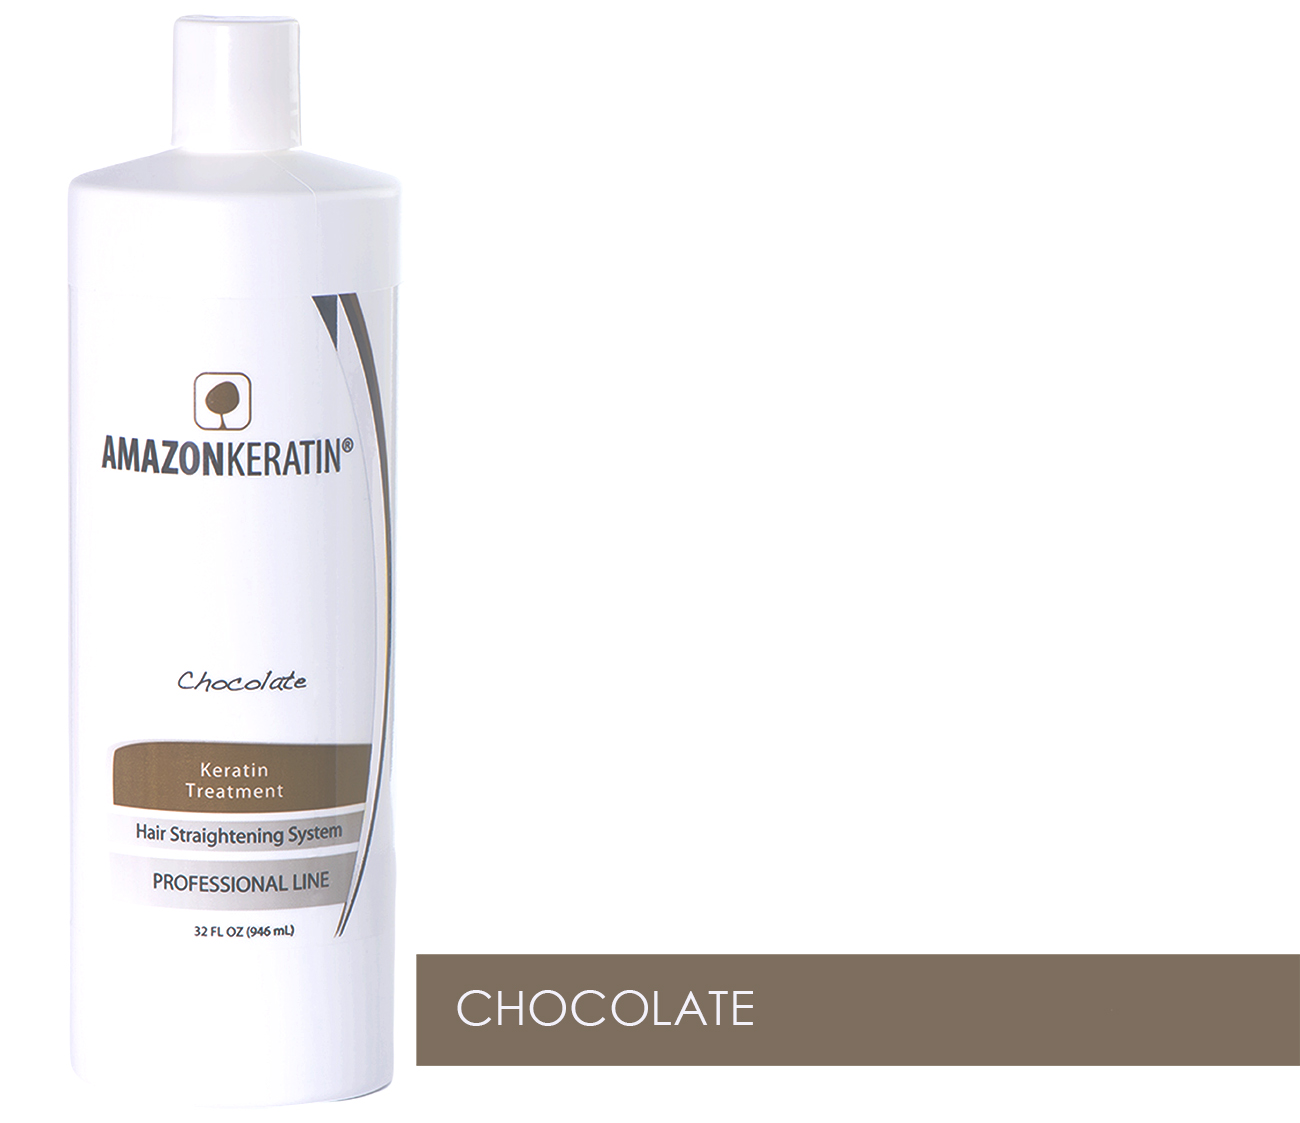 AMAZONKERATIN®
Chocolate
Keratin
Treatment
Hair Straightening System
PROFESSIONAL LINE
32 FL OZ (946 mL)
CHOCOLATE